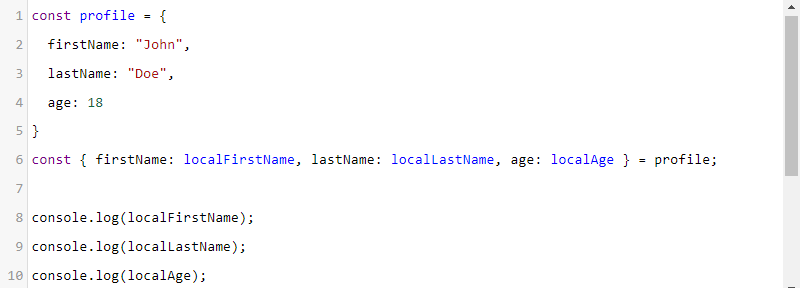 1 const profile = {
2   firstName: "John",
3   lastName: "Doe",
4   age: 18
5 }
6 const { firstName: localFirstName, lastName: localLastName, age: localAge } = profile;
7
8 console.log(localFirstName);
9 console.log(localLastName);
10 console.log(localAge);